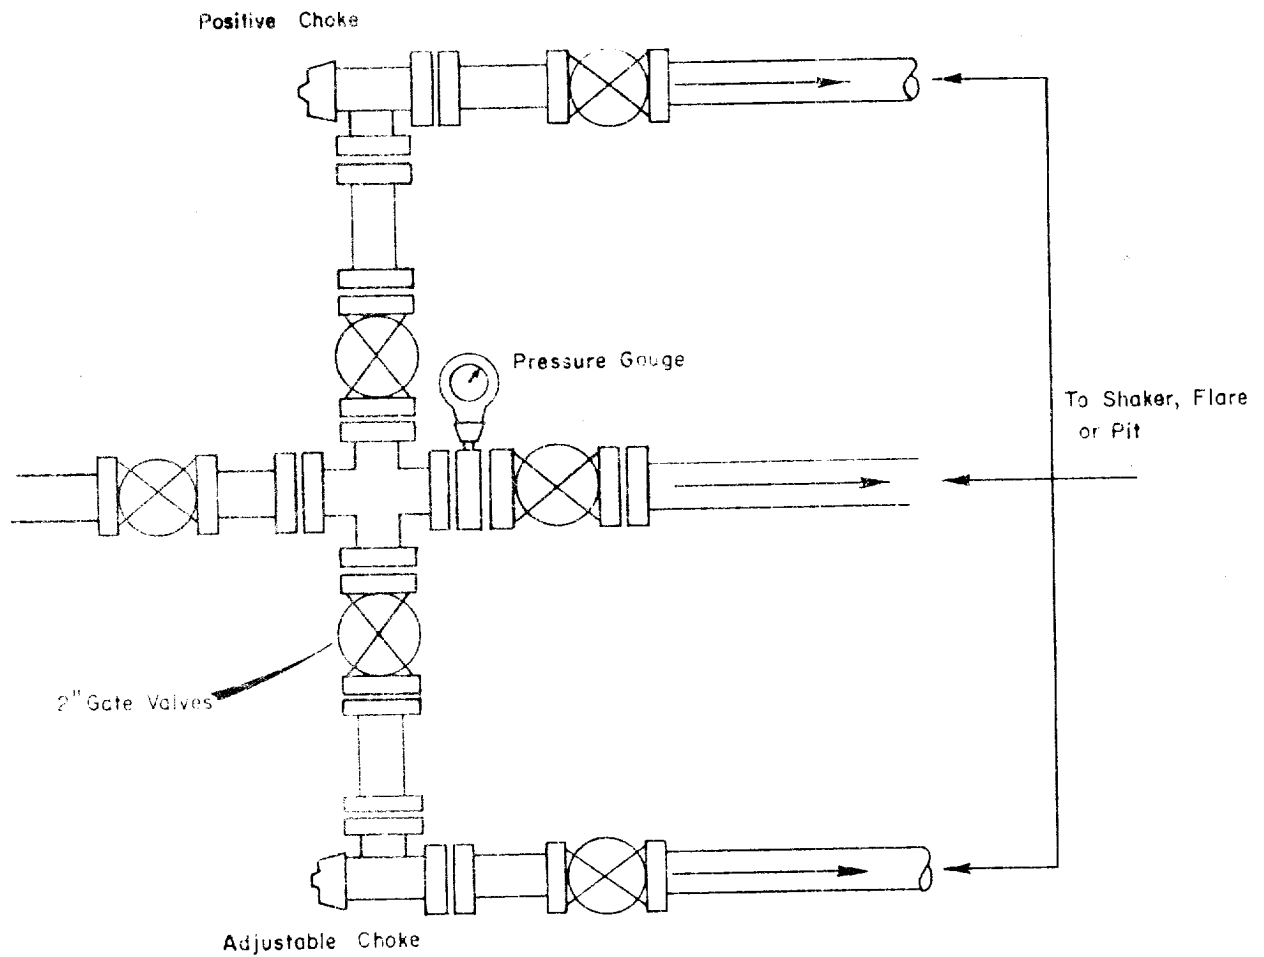 Positive Choke
Pressure Gauge
To Shaker, Flare
or Pit
2" Gate Valves
Adjustable Choke